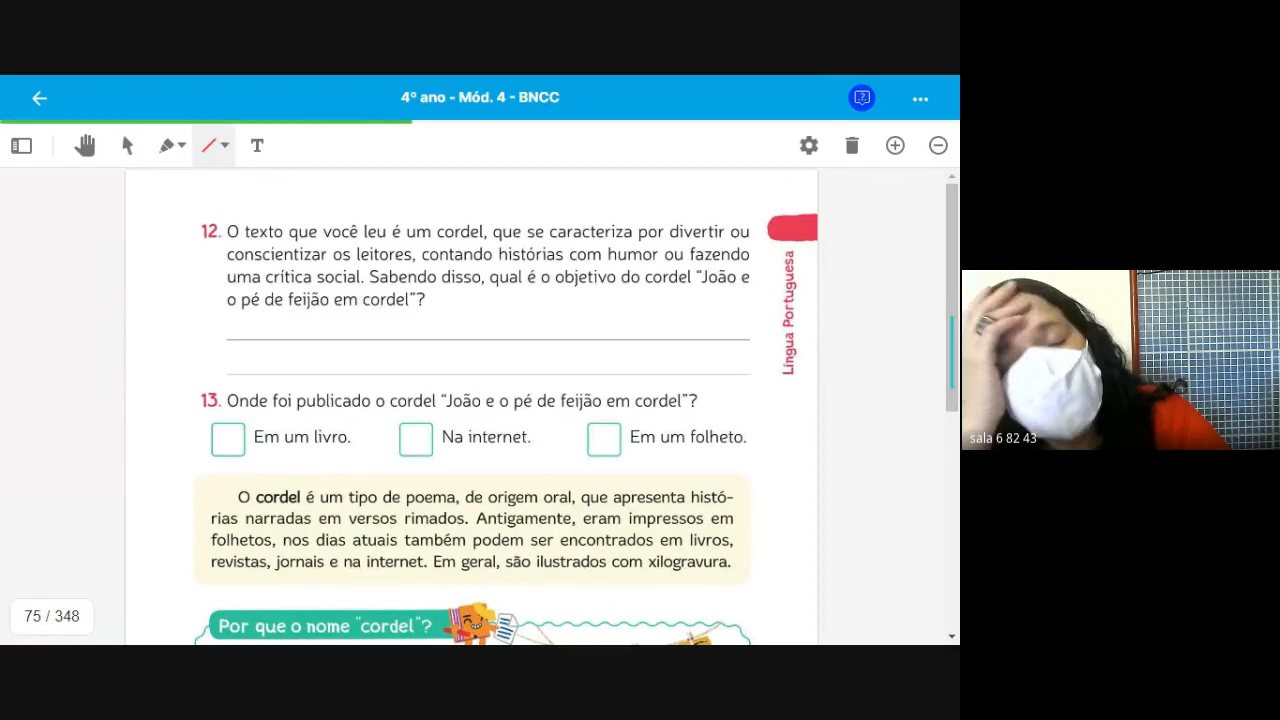 4º ano - Mód. 4 - BNCC
T
12. O texto que você leu é um cordel, que se caracteriza por divertir ou
conscientizar os leitores, contando histórias com humor ou fazendo
uma crítica social. Sabendo disso, qual é o objetivo do cordel “João e
o pé de feijão em cordel”?
Língua Portuguesa
13. Onde foi publicado o cordel “João e o pé de feijão em cordel”?
Em um livro. Na internet. Em um folheto.
O cordel é um tipo de poema, de origem oral, que apresenta histó-
rias narradas em versos rimados. Antigamente, eram impressos em
folhetos, nos dias atuais também podem ser encontrados em livros,
revistas, jornais e na internet. Em geral, são ilustrados com xilogravura.
75 / 348
Por que o nome “cordel”?
sala 6 82 43